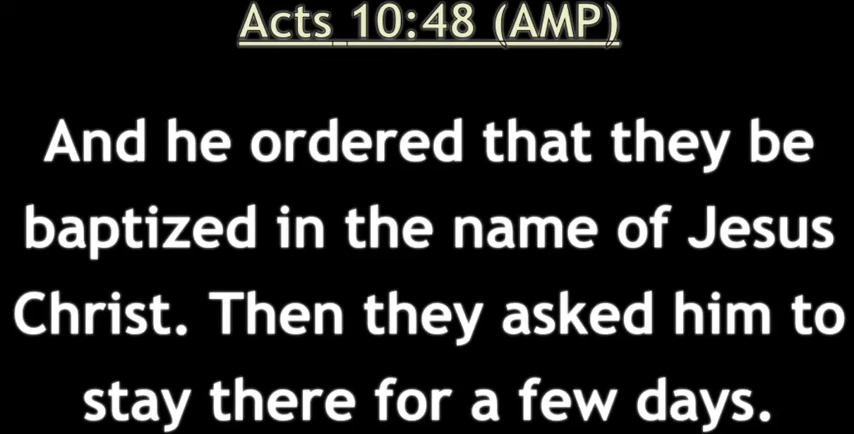 Acts 10:48 (AMP)
And he ordered that they be
baptized in the name of Jesus
Christ. Then they asked him to
stay there for a few days.